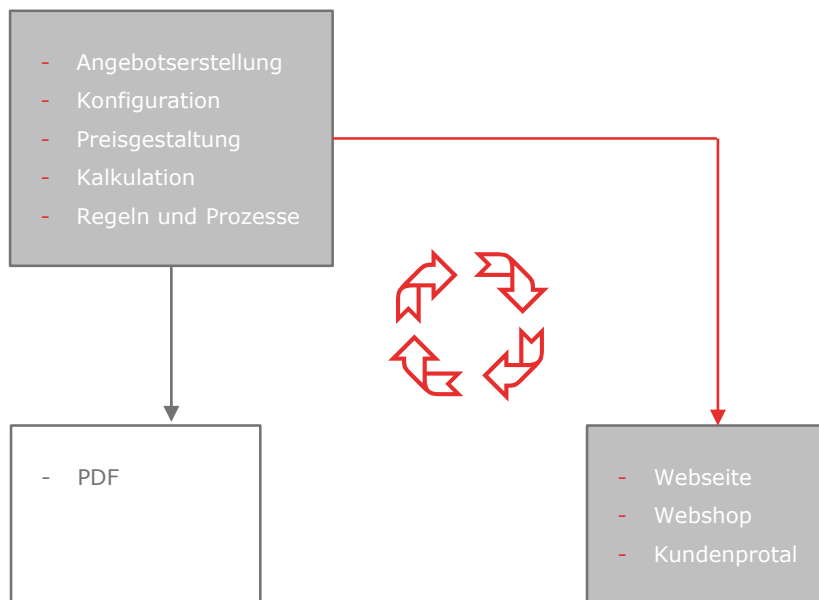 - Angebotserstellung
- Konfiguration
- Preisgestaltung
- Kalkulation
- Regeln und Prozesse
- PDF
- Webseite
- Webshop
- Kundenprotal